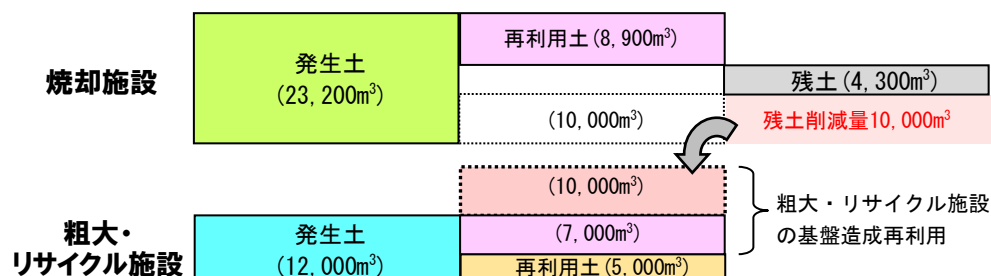 焼却施設
発生土
(23,200m³)
再利用土(8,900m³)
残土(4,300m³)
(10,000m³)
残土削減量10,000m³
粗大・
リサイクル施設
発生土
(12,000m³)
(10,000m³)
(7,000m³)
再利用土(5,000m³)
粗大・リサイクル施設
の基盤造成再利用